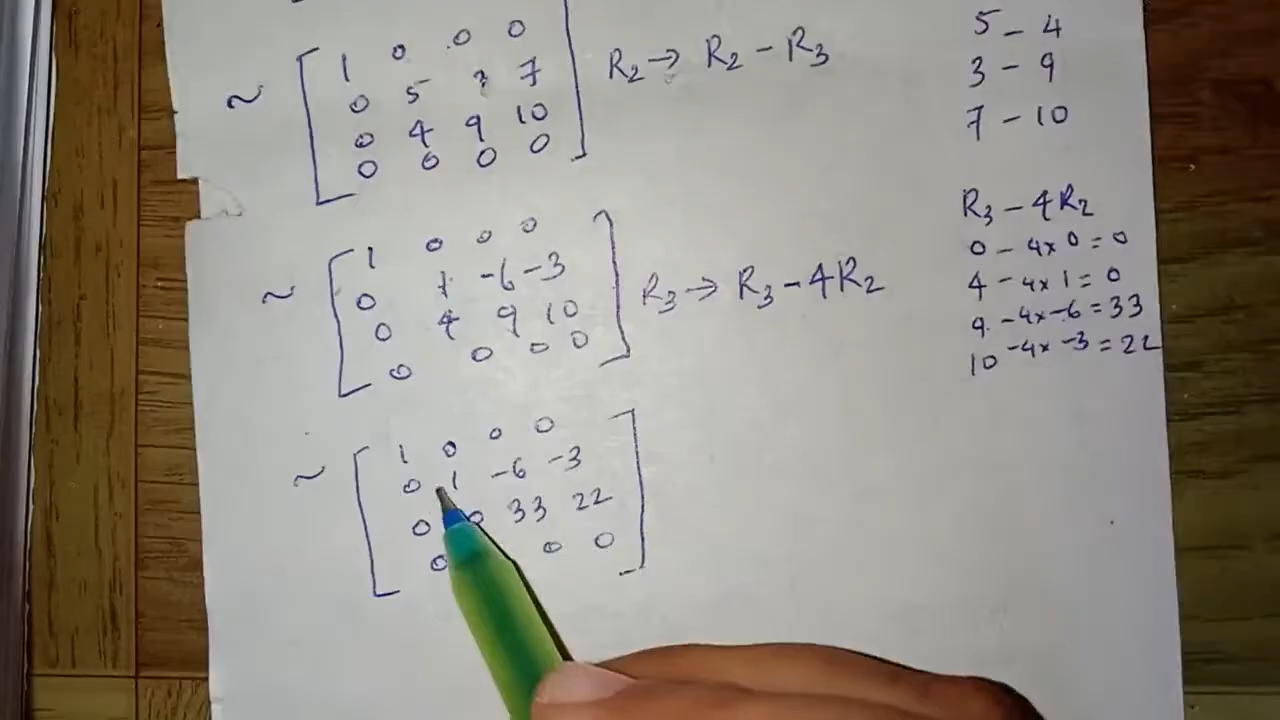 ~ [ 1 0 0 0
0 5 3 7
0 4 9 10
0 0 0 0 ] R2 → R2 - R3
5 - 4
3 - 9
7 - 10
~ [ 1 0 0 0
0 1 -6 -3
0 4 9 10
0 0 0 0 ] R3 → R3 - 4R2
R3 - 4R2
0 - 4x0 = 0
4 - 4x1 = 0
9 - 4x -6 = 33
10 - 4x -3 = 22
~ [ 1 0 0 0
0 1 -6 -3
0 0 33 22
0 0 0 ]